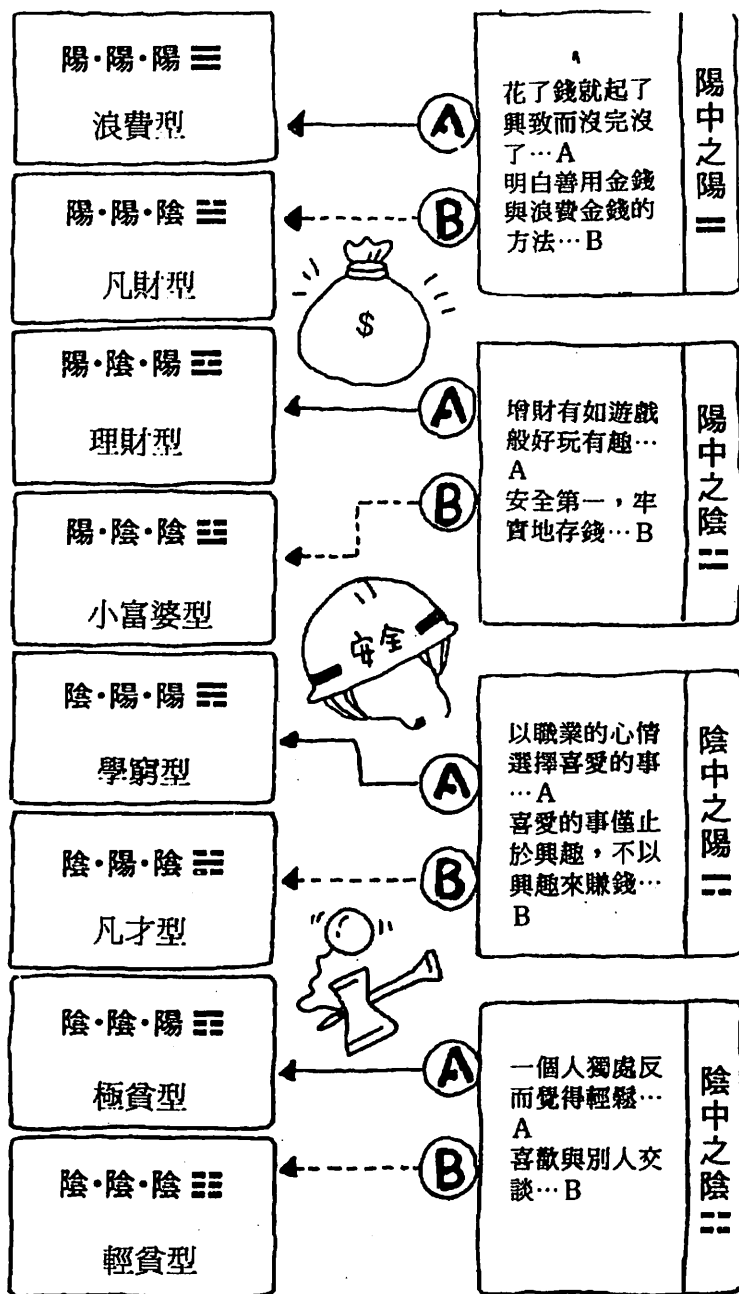 陽中之陽 ⚌
花了錢就起了
興致而沒完沒
了…A
明白善用金錢
與浪費金錢的
方法…B
A
B
陽・陽・陽 ☰
浪費型
陽・陽・陰 ☱
凡財型
$
陽中之陰 ⚍
增財有如遊戲
般好玩有趣…
A
安全第一，牢
實地存錢…B
A
B
陽・陰・陽 ☲
理財型
陽・陰・陰 ☳
小富婆型
安全
陰中之陽 ⚎
以職業的心情
選擇喜愛的事
…A
喜愛的事僅止
於興趣，不以
興趣來賺錢…
B
A
B
陰・陽・陽 ☴
學窮型
陰・陽・陰 ☵
凡才型
陰中之陰 ⚏
一個人獨處反
而覺得輕鬆…
A
喜歡與別人交
談…B
A
B
陰・陰・陽 ☶
極貧型
陰・陰・陰 ☷
輕貧型